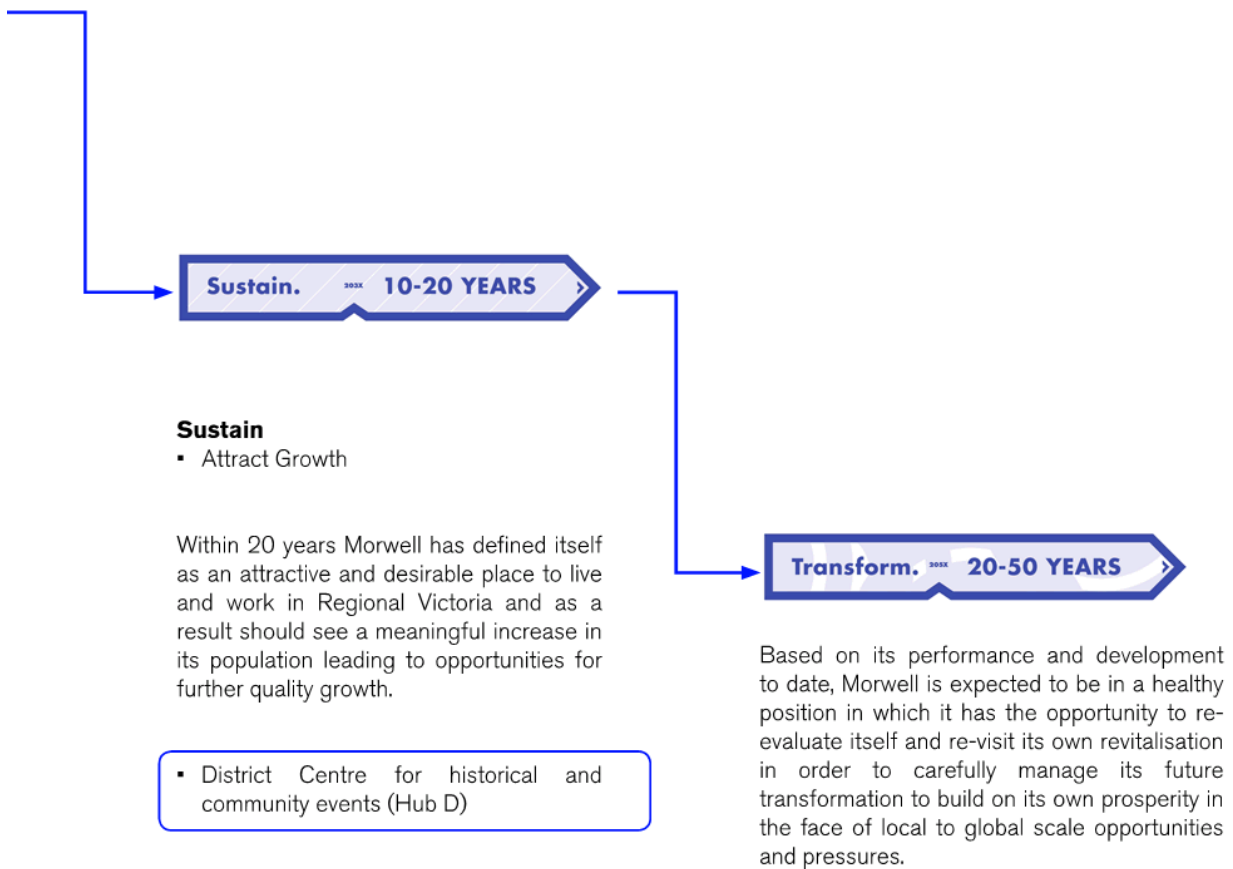 Sustain. 203X 10-20 YEARS
Sustain
▪ Attract Growth
Within 20 years Morwell has defined itself
as an attractive and desirable place to live
and work in Regional Victoria and as a
result should see a meaningful increase in
its population leading to opportunities for
further quality growth.
▪ District Centre for historical and
community events (Hub D)
Transform. 205X 20-50 YEARS
Based on its performance and development
to date, Morwell is expected to be in a healthy
position in which it has the opportunity to re-
evaluate itself and re-visit its own revitalisation
in order to carefully manage its future
transformation to build on its own prosperity in
the face of local to global scale opportunities
and pressures.